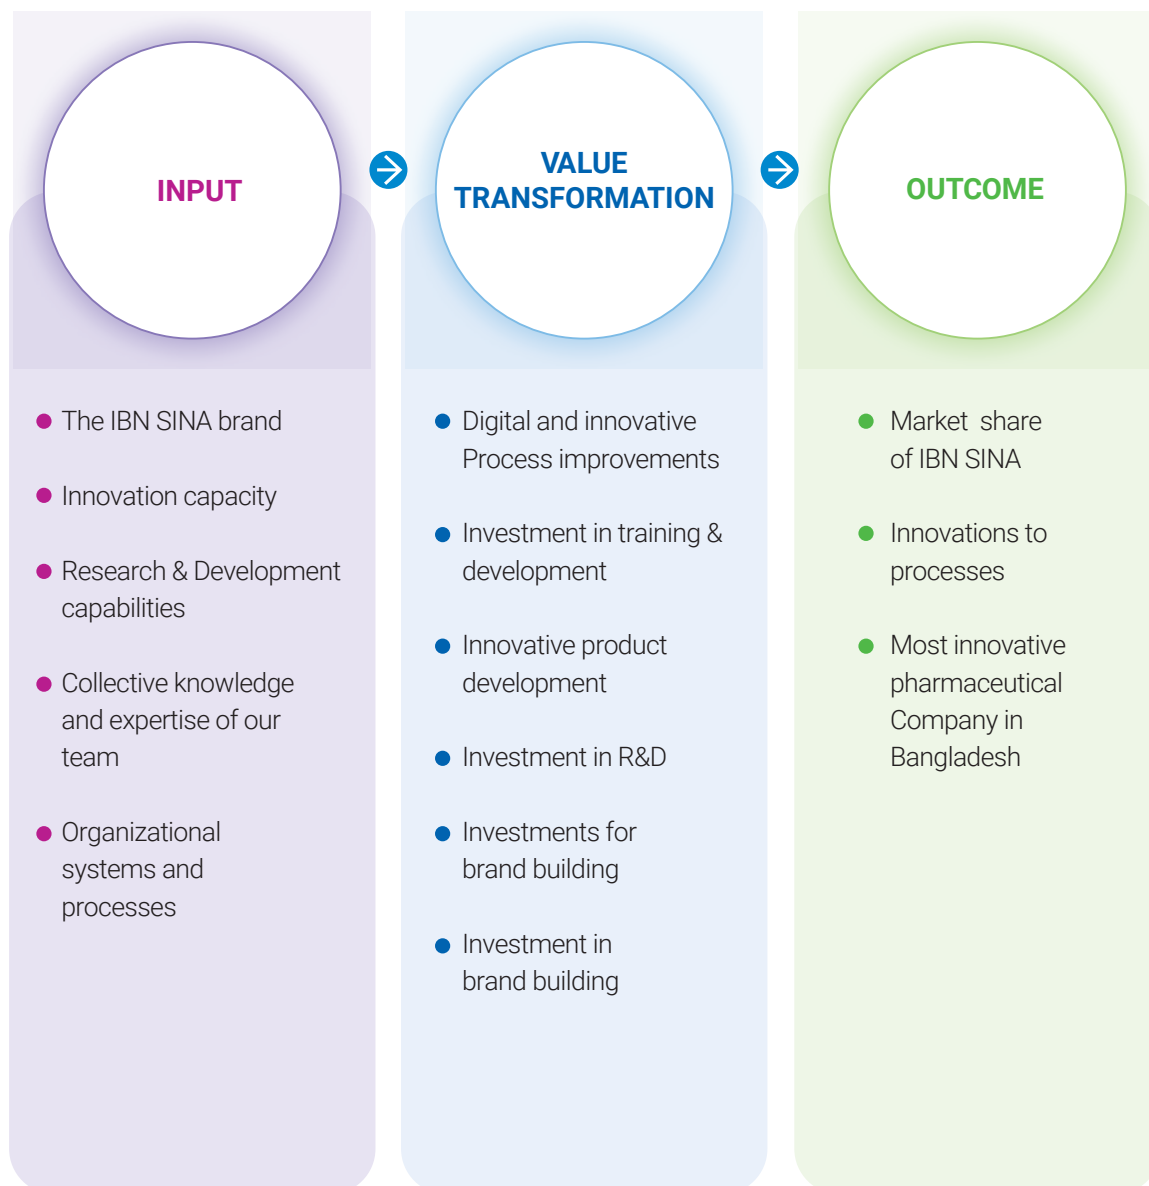 INPUT
The IBN SINA brand
Innovation capacity
Research & Development
capabilities
Collective knowledge
and expertise of our
team
Organizational
systems and
processes
VALUE
TRANSFORMATION
Digital and innovative
Process improvements
Investment in training &
development
Innovative product
development
Investment in R&D
Investments for
brand building
Investment in
brand building
OUTCOME
Market share
of IBN SINA
Innovations to
processes
Most innovative
pharmaceutical
Company in
Bangladesh